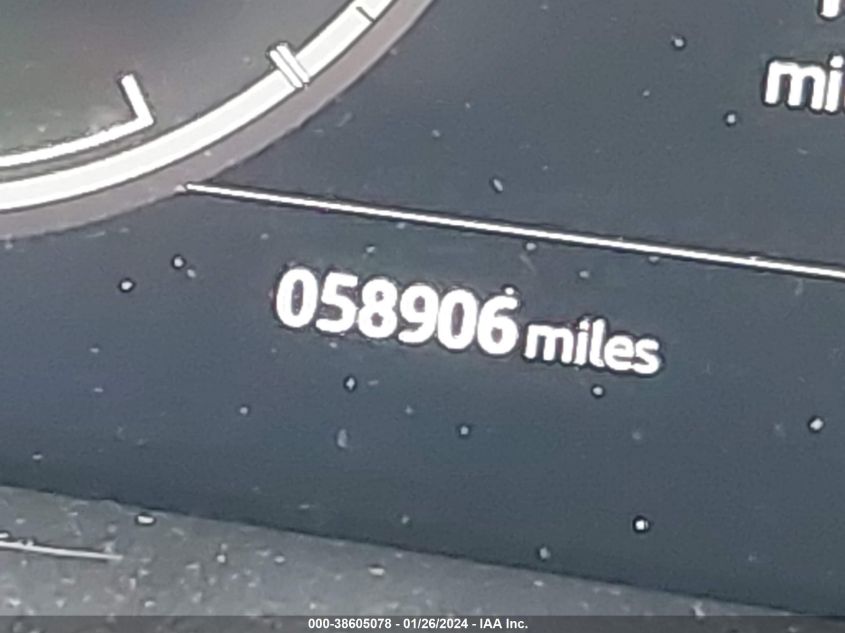 mi
058906 miles
000-38605078 - 01/26/2024 - IAA Inc.